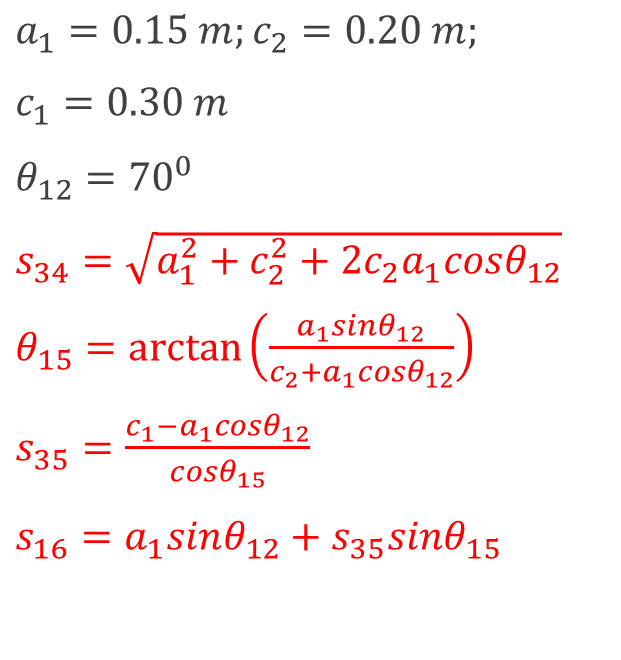 a₁ = 0.15 m; c₂ = 0.20 m;
c₁ = 0.30 m
θ₁₂ = 70⁰
s₃₄ = √(a₁² + c₂² + 2c₂a₁cosθ₁₂)
θ₁₅ = arctan(a₁sinθ₁₂/(c₂+a₁cosθ₁₂))
s₃₅ = (c₁−a₁cosθ₁₂)/cosθ₁₅
s₁₆ = a₁sinθ₁₂ + s₃₅sinθ₁₅